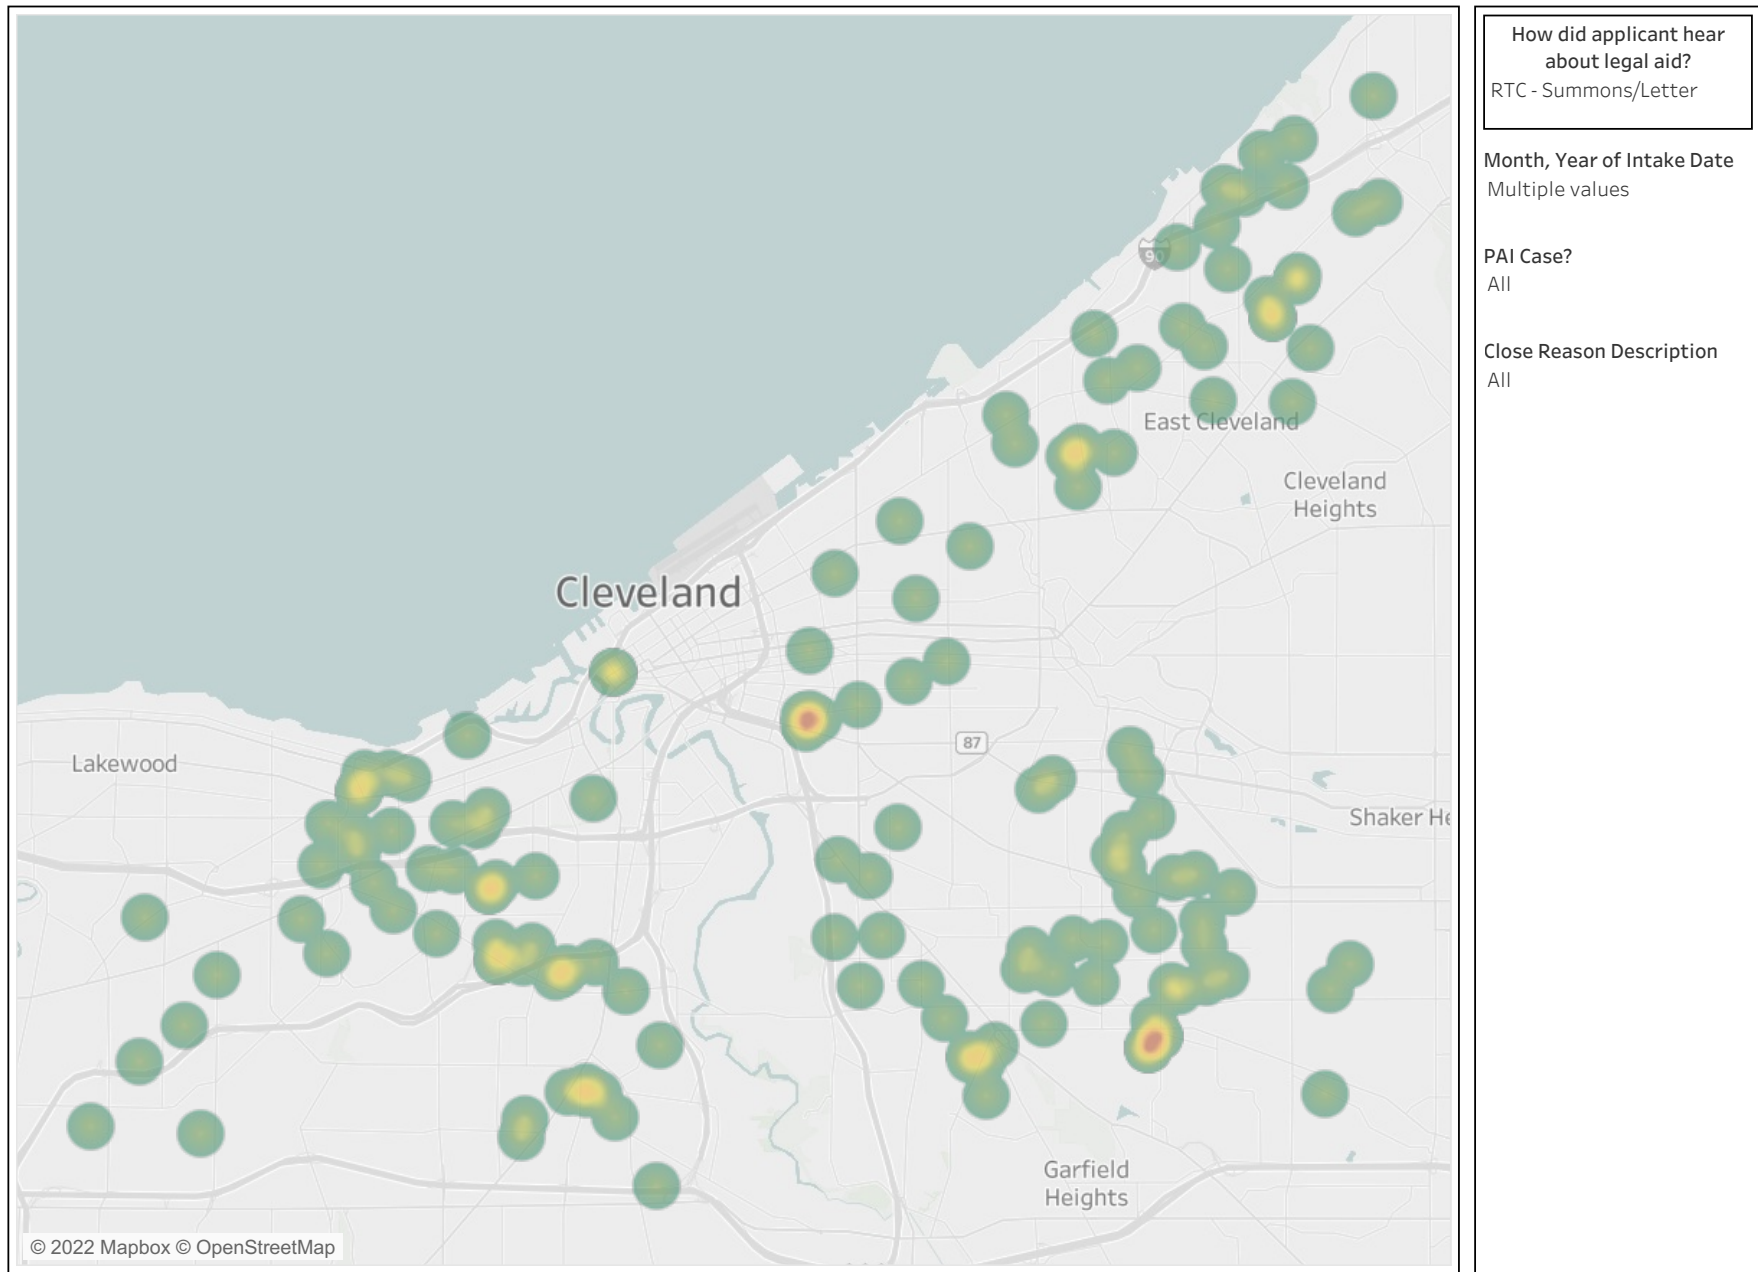 How did applicant hear
about legal aid?
RTC - Summons/Letter
Month, Year of Intake Date
Multiple values
PAI Case?
All
Close Reason Description
All
90
East Cleveland
Cleveland
Heights
Cleveland
87
Lakewood
Shaker He
Garfield
Heights
© 2022 Mapbox © OpenStreetMap